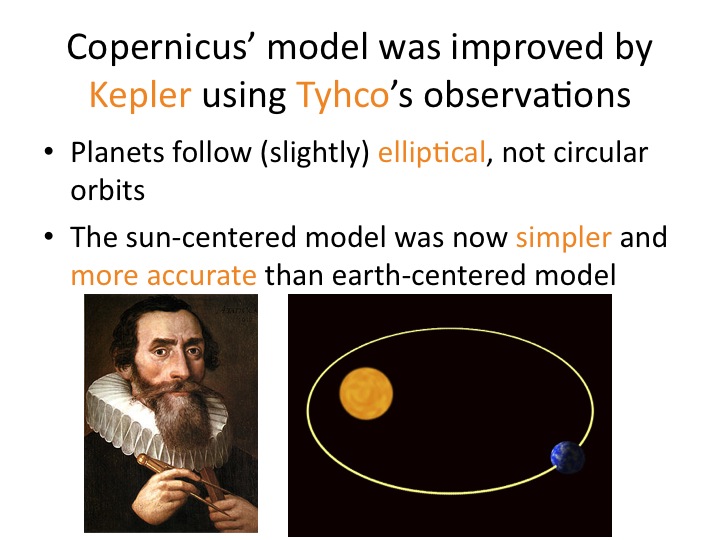 Copernicus’ model was improved by
Kepler using Tyhco’s observations
• Planets follow (slightly) elliptical, not circular
orbits
• The sun-centered model was now simpler and
more accurate than earth-centered model